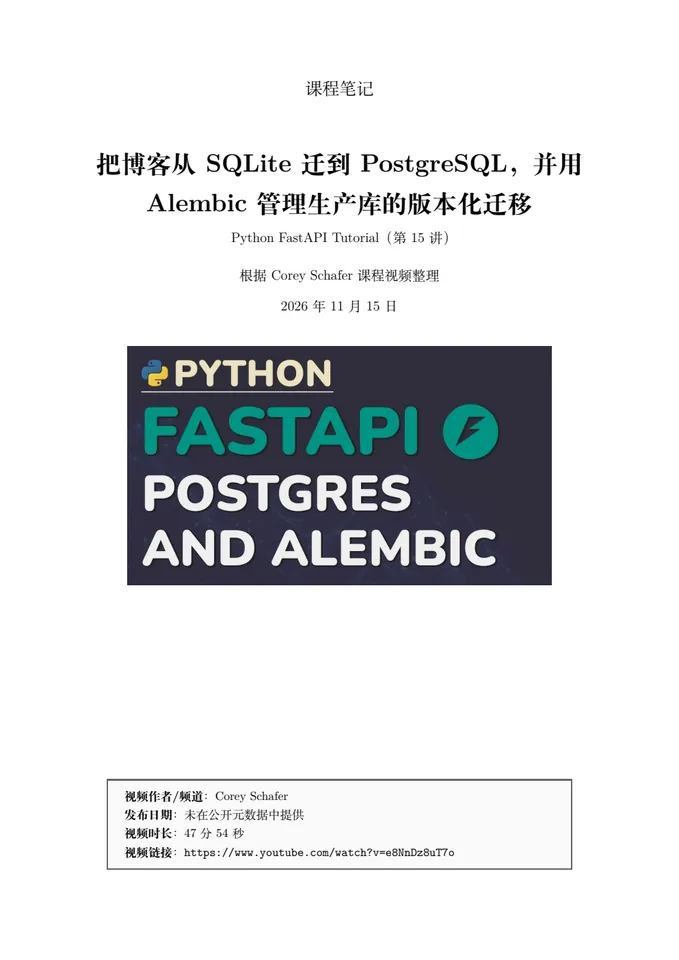 课程笔记
把博客从 SQLite 迁到 PostgreSQL，并用
Alembic 管理生产库的版本化迁移
Python FastAPI Tutorial（第 15 讲）
根据 Corey Schafer 课程视频整理
2026 年 11 月 15 日
PYTHON
FASTAPI
POSTGRES
AND ALEMBIC
视频作者/频道：Corey Schafer
发布日期：未在公开元数据中提供
视频时长：47 分 54 秒
视频链接：https://www.youtube.com/watch?v=e8NnDz8uT7o